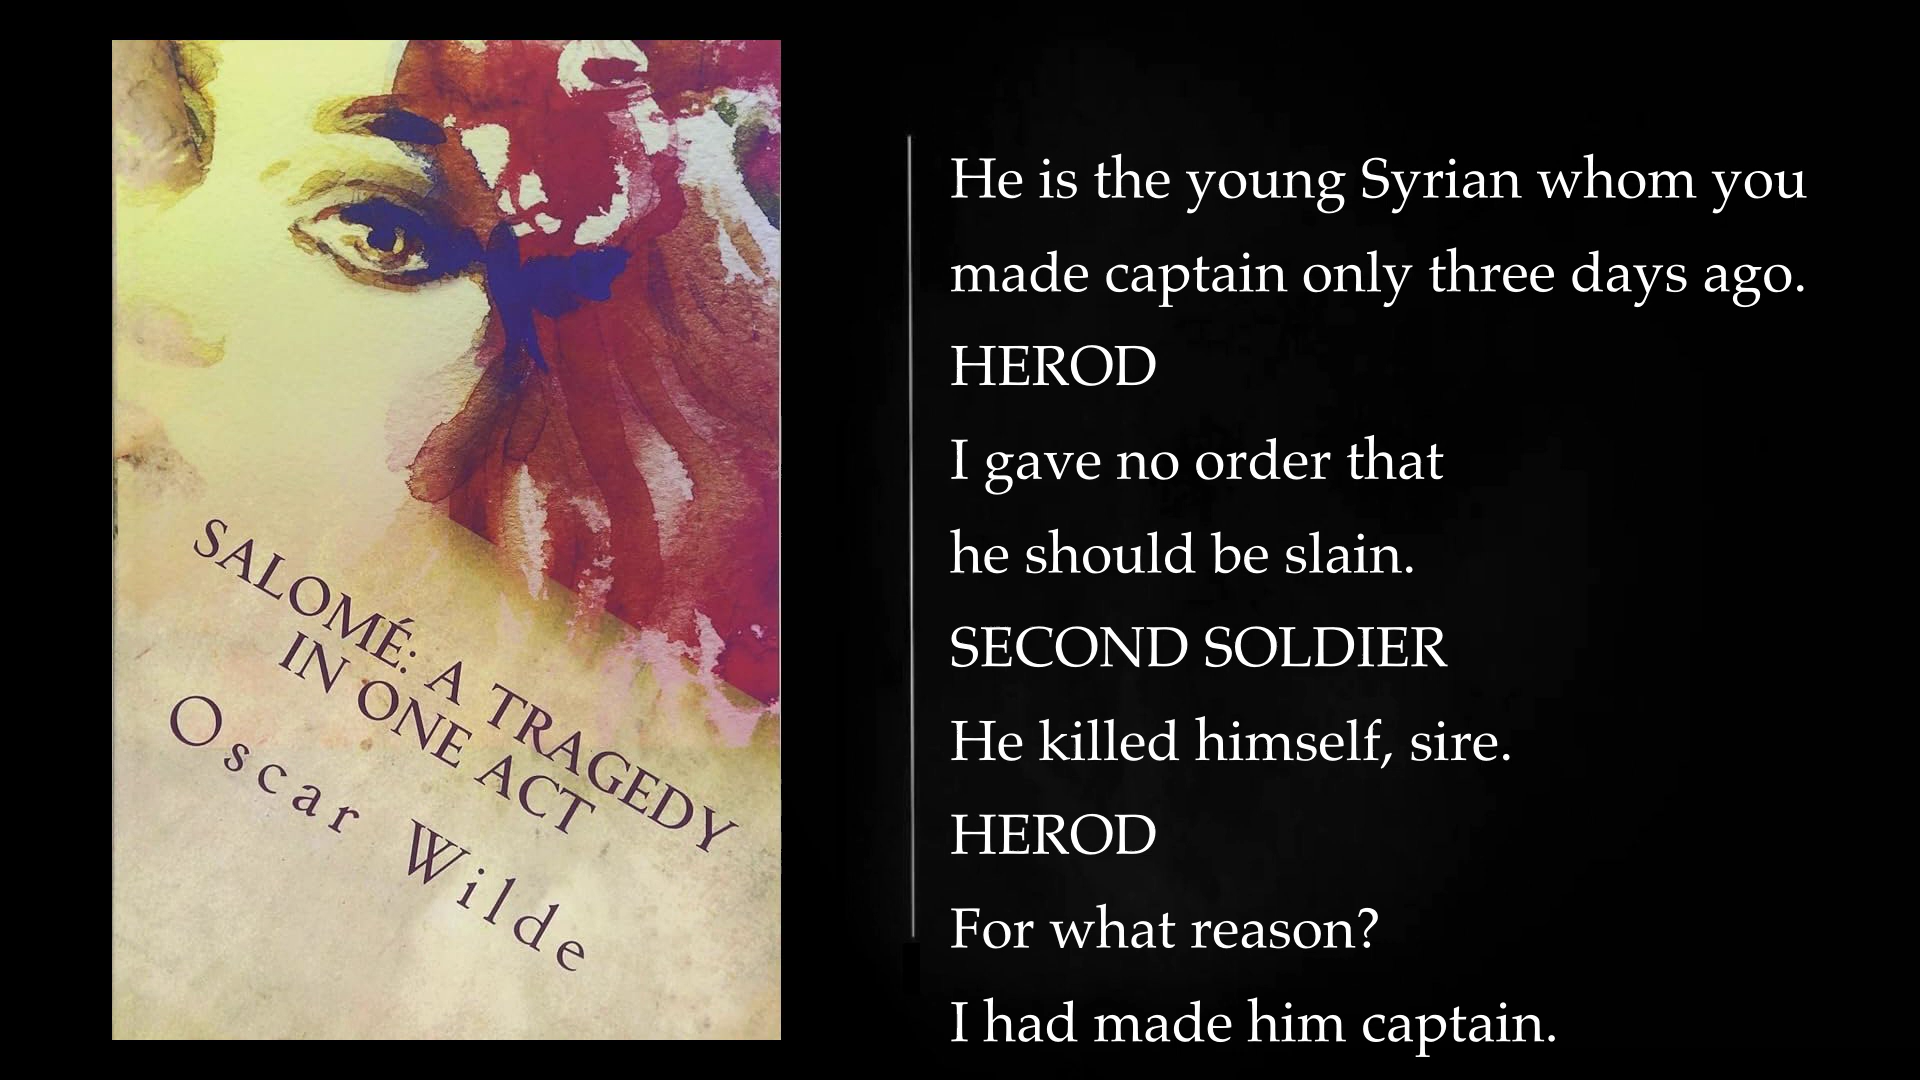 SALOMÉ: A TRAGEDY
IN ONE ACT
Oscar Wilde
He is the young Syrian whom you
made captain only three days ago.
HEROD
I gave no order that
he should be slain.
SECOND SOLDIER
He killed himself, sire.
HEROD
For what reason?
I had made him captain.